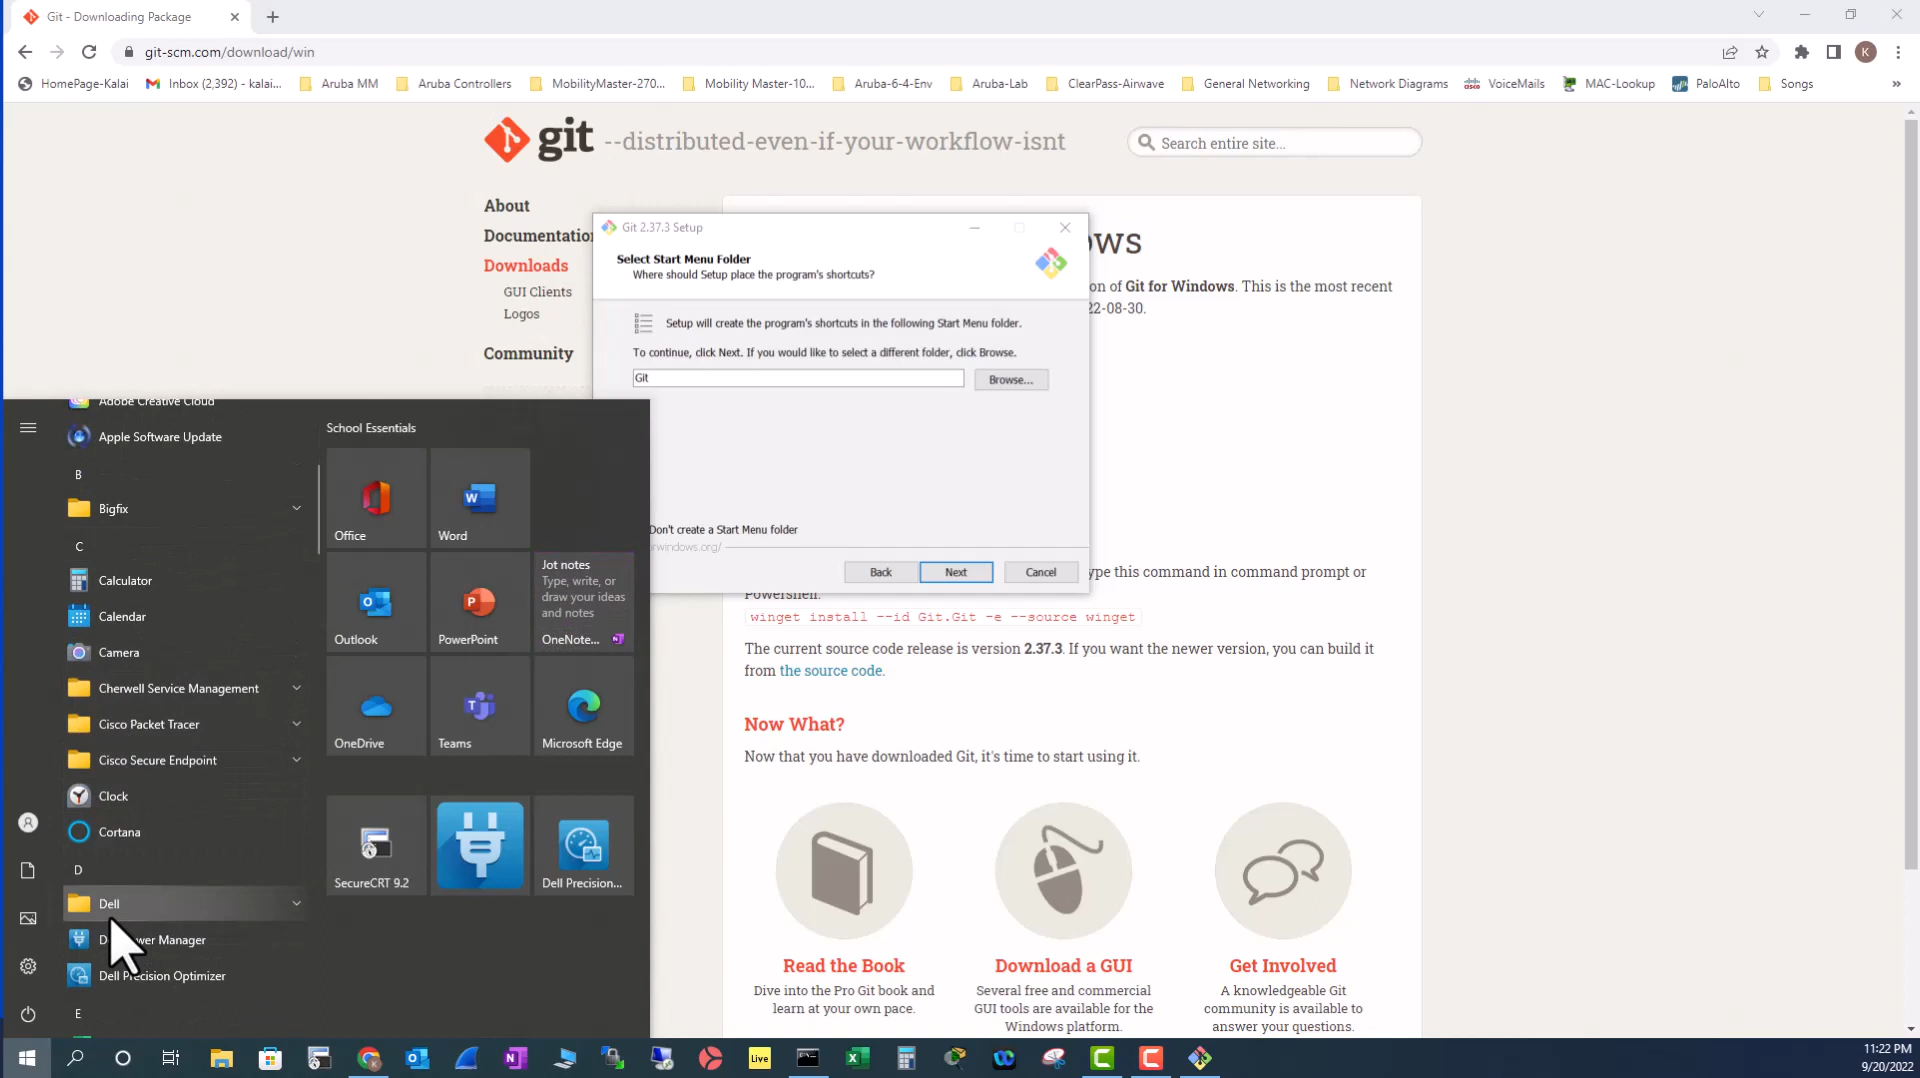 Git - Downloading Package
git-scm.com/download/win
K
HomePage-Kalai
Inbox (2,392) - kalai...
Aruba MM
Aruba Controllers
MobilityMaster-270...
Mobility Master-10...
Aruba-6-4-Env
Aruba-Lab
ClearPass-Airwave
General Networking
Network Diagrams
VoiceMails
MAC-Lookup
PaloAlto
Songs
»
git --distributed-even-if-your-workflow-isnt
Search entire site...
About
Documentation
Downloads
GUI Clients
Logos
Community
ows
on of Git for Windows. This is the most recent
22-08-30.
Git 2.37.3 Setup
Select Start Menu Folder
Where should Setup place the program's shortcuts?
Setup will create the program's shortcuts in the following Start Menu folder.
To continue, click Next. If you would like to select a different folder, click Browse.
Git
Browse...
Don't create a Start Menu folder
rwindows.org/
Back
Next
Cancel
ype this command in command prompt or
Powershell.
winget install --id Git.Git -e --source winget
The current source code release is version 2.37.3. If you want the newer version, you can build it
from the source code.
Now What?
Now that you have downloaded Git, it's time to start using it.
Read the Book
Dive into the Pro Git book and
learn at your own pace.
Download a GUI
Several free and commercial
GUI tools are available for the
Windows platform.
Get Involved
A knowledgeable Git
community is available to
answer your questions.
Adobe Creative Cloud
Apple Software Update
B
Bigfix
C
Calculator
Calendar
Camera
Cherwell Service Management
Cisco Packet Tracer
Cisco Secure Endpoint
Clock
Cortana
D
Dell
Dell Power Manager
Dell Precision Optimizer
E
School Essentials
Office
Word
Outlook
PowerPoint
Jot notes
Type, write, or
draw your ideas
and notes
OneNote...
OneDrive
Teams
Microsoft Edge
SecureCRT 9.2
Dell Precision...
Live
11:22 PM
9/20/2022